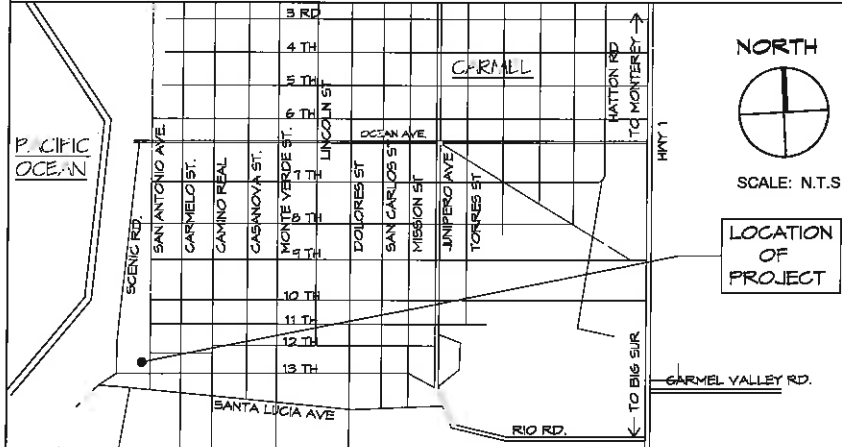 3 RD
4 TH
5 TH
6 TH
LINCOLN ST
OCEAN AVE.
CARMEL
HATTON RD
TO MONTEREY
HWY 1
NORTH
SCALE: N.T.S
LOCATION
OF
PROJECT
PACIFIC
OCEAN
SCENIC RD.
SAN ANTONIO AVE.
CARMELO ST.
CAMINO REAL
CASANOVA ST.
MONTE VERDE ST.
DOLORES ST
SAN CARLOS ST
MISSION ST
JUNIPERO AVE
TORRES ST
7 TH
8 TH
9 TH
10 TH
11 TH
12 TH
13 TH
SANTA LUCIA AVE
RIO RD.
TO BIG SUR
CARMEL VALLEY RD.